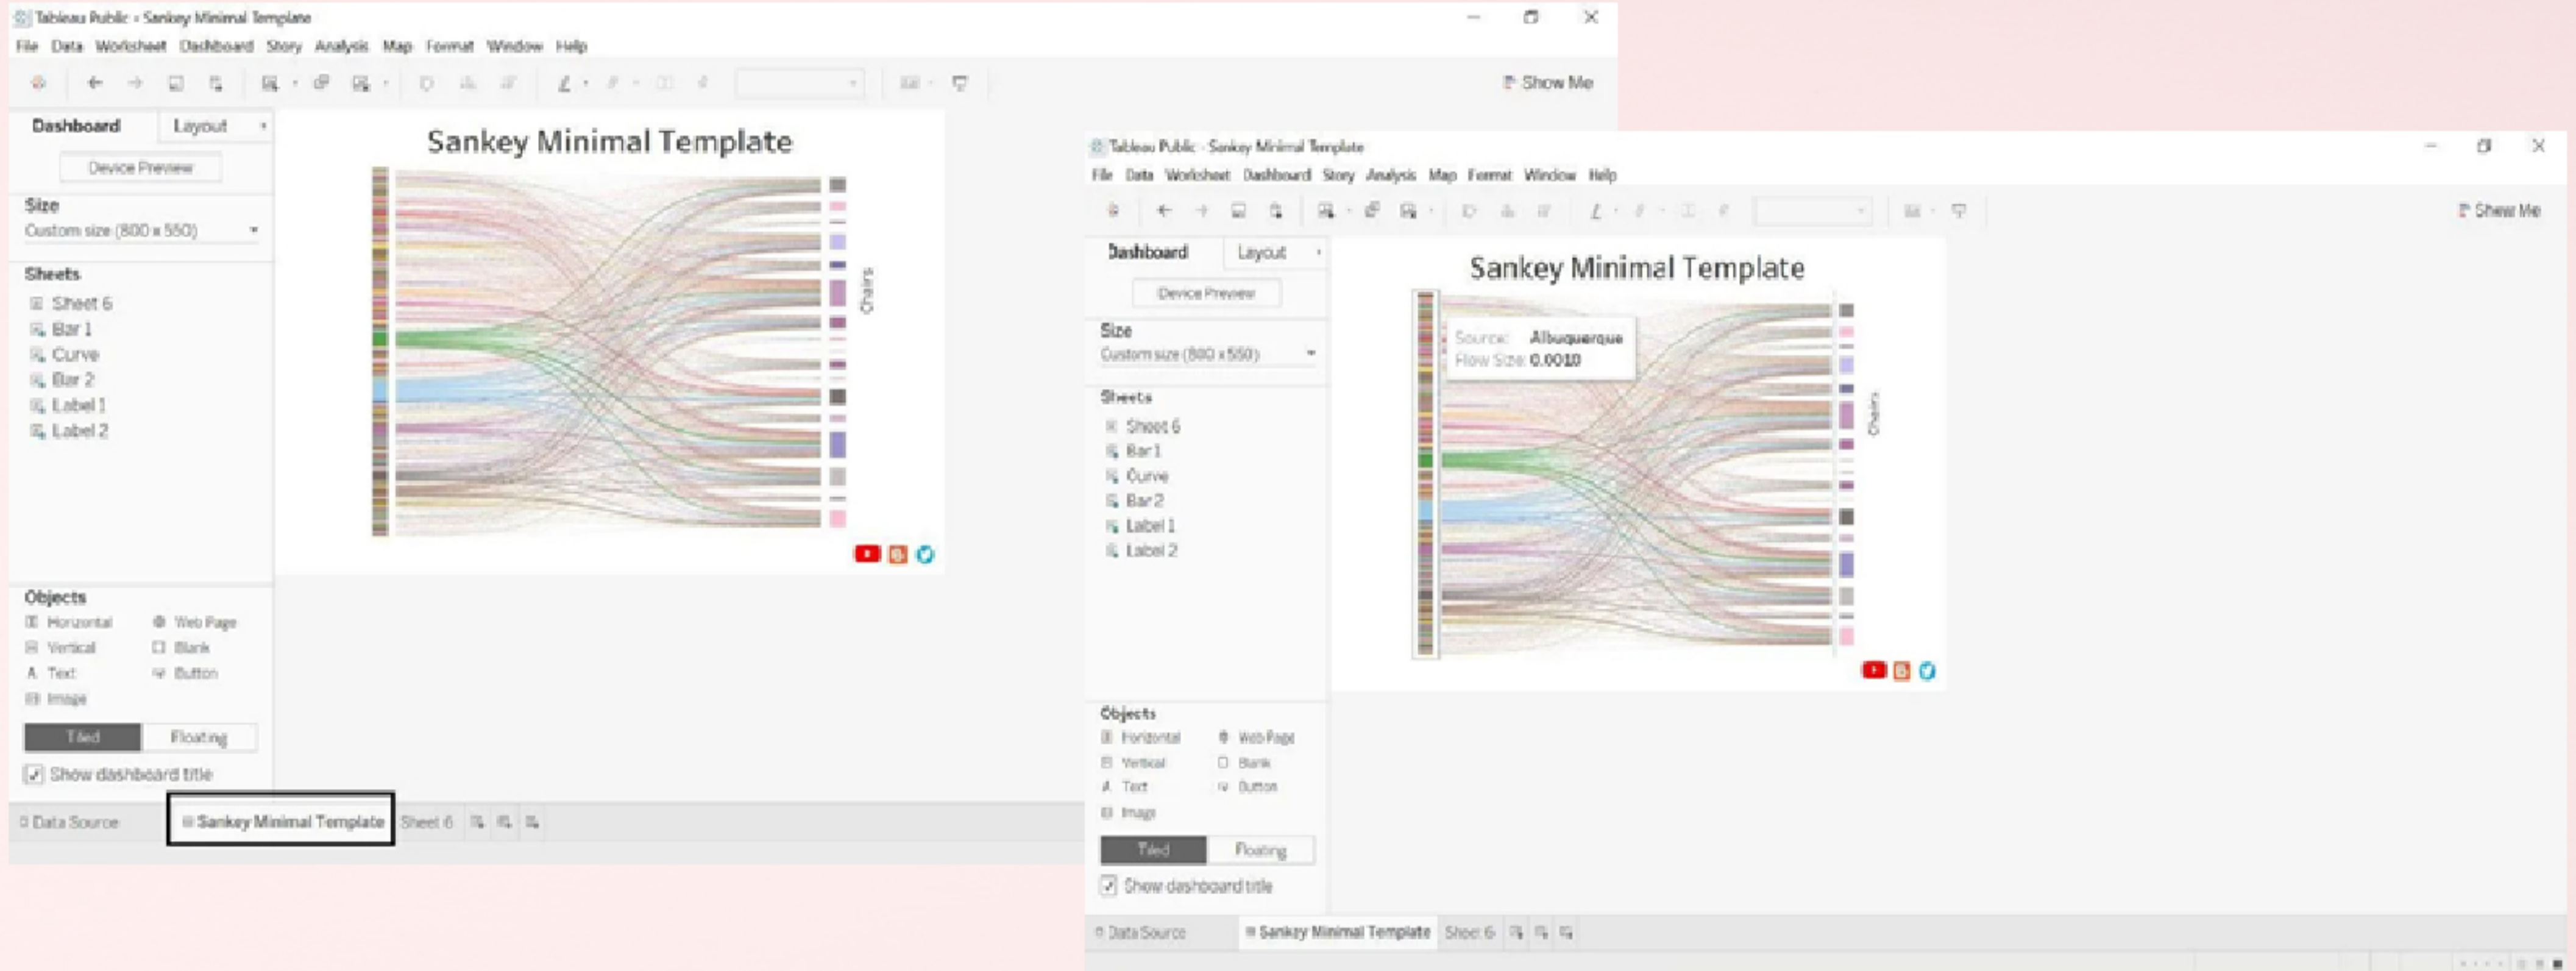 Tableau Public - Sankey Minimal Template
File Data Worksheet Dashboard Story Analysis Map Format Window Help
Show Me
Dashboard Layout
Device Preview
Size
Custom size (800 x 550)
Sheets
Sheet 6
Bar 1
Curve
Bar 2
Label 1
Label 2
Objects
Horizontal Web Page
Vertical Blank
Text Button
Image
Tiled Floating
Show dashboard title
Sankey Minimal Template
Chairs
Data Source Sankey Minimal Template Sheet 6
Tableau Public - Sankey Minimal Template
File Data Worksheet Dashboard Story Analysis Map Format Window Help
Show Me
Dashboard Layout
Device Preview
Size
Custom size (800 x 550)
Sheets
Sheet 6
Bar 1
Curve
Bar 2
Label 1
Label 2
Objects
Horizontal Web Page
Vertical Blank
Text Button
Image
Tiled Floating
Show dashboard title
Sankey Minimal Template
Source: Albuquerque
Flow Size: 0.0010
Chairs
Data Source Sankey Minimal Template Sheet 6